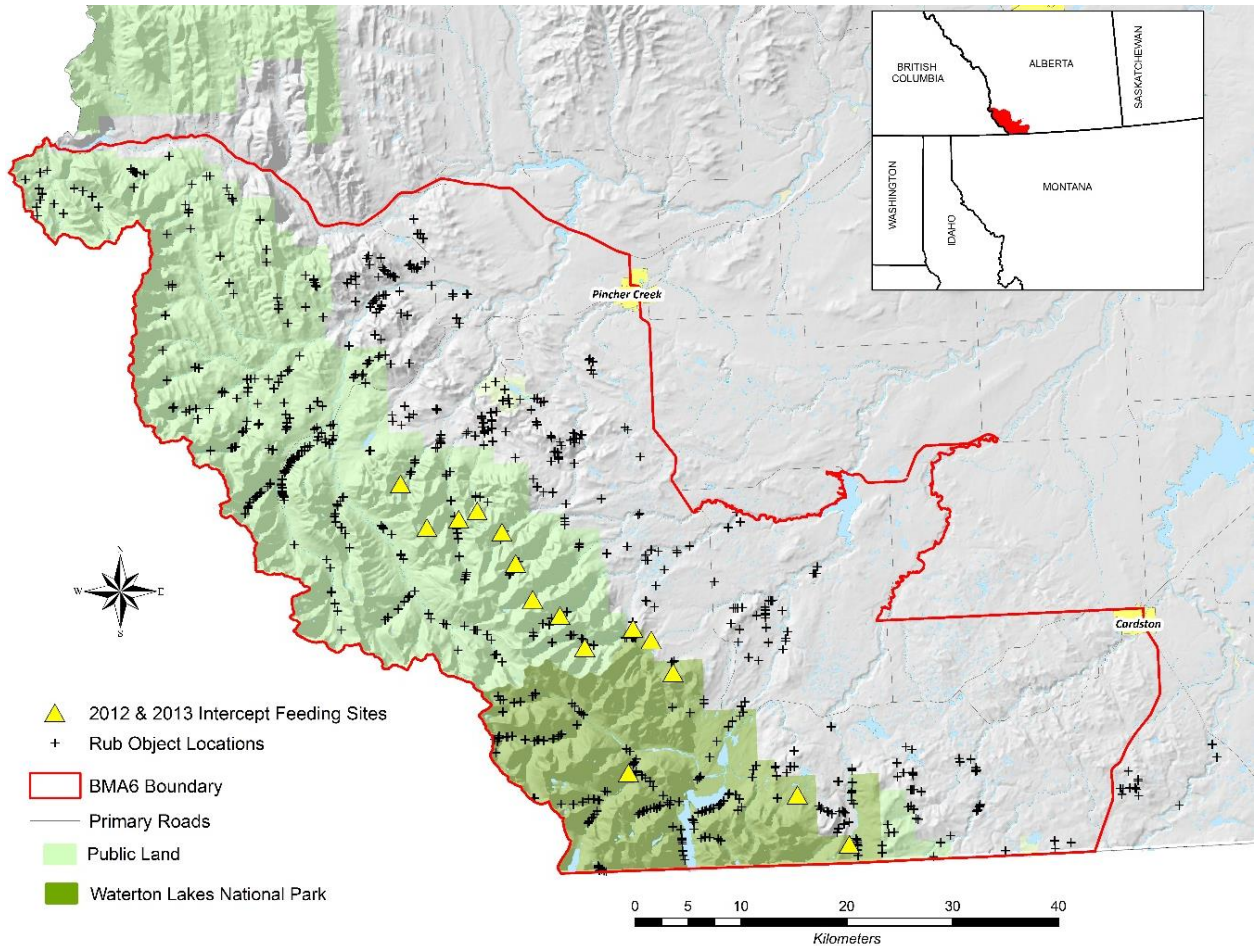 BRITISH
COLUMBIA
ALBERTA
SASKATCHEWAN
WASHINGTON
IDAHO
MONTANA
Pincher Creek
Cardston
N
W
E
S
2012 & 2013 Intercept Feeding Sites
Rub Object Locations
BMA6 Boundary
Primary Roads
Public Land
Waterton Lakes National Park
0 5 10 20 30 40
Kilometers